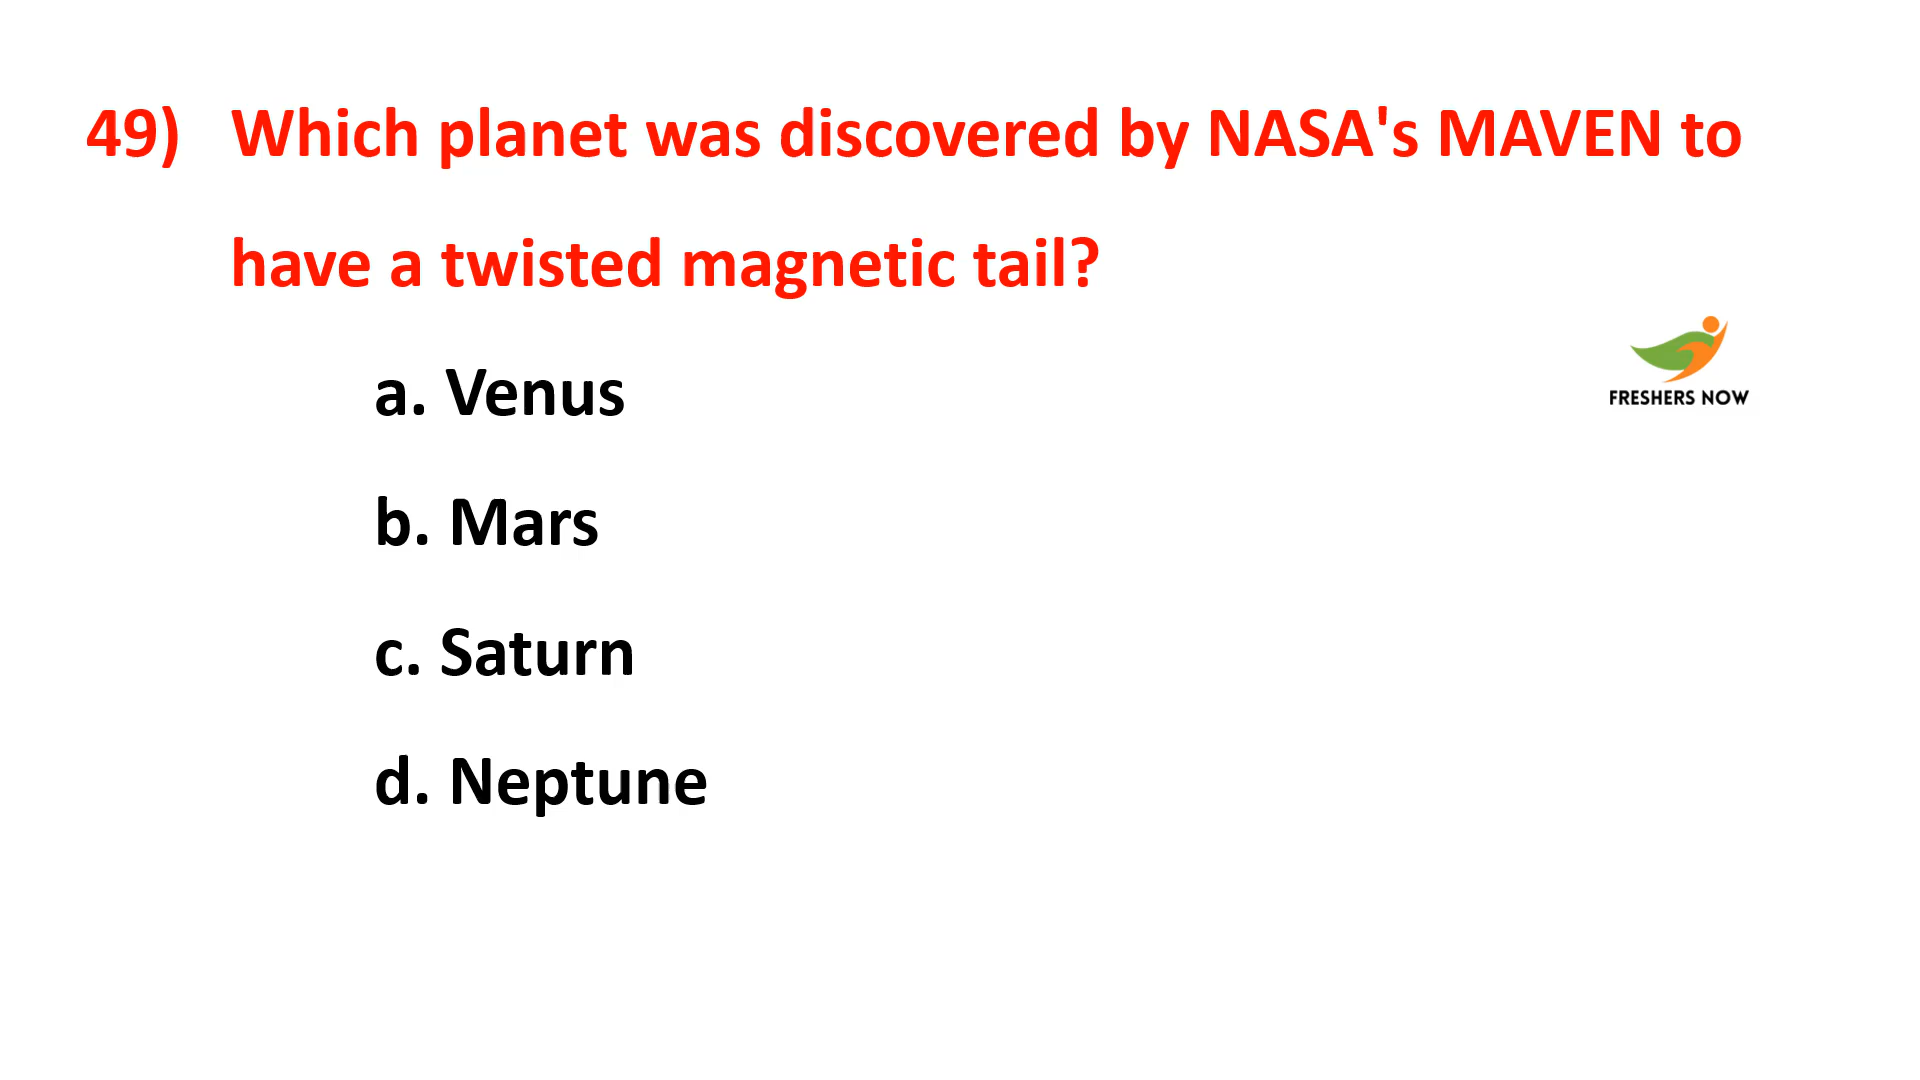 49) Which planet was discovered by NASA's MAVEN to
have a twisted magnetic tail?
a. Venus
FRESHERS NOW
b. Mars
c. Saturn
d. Neptune